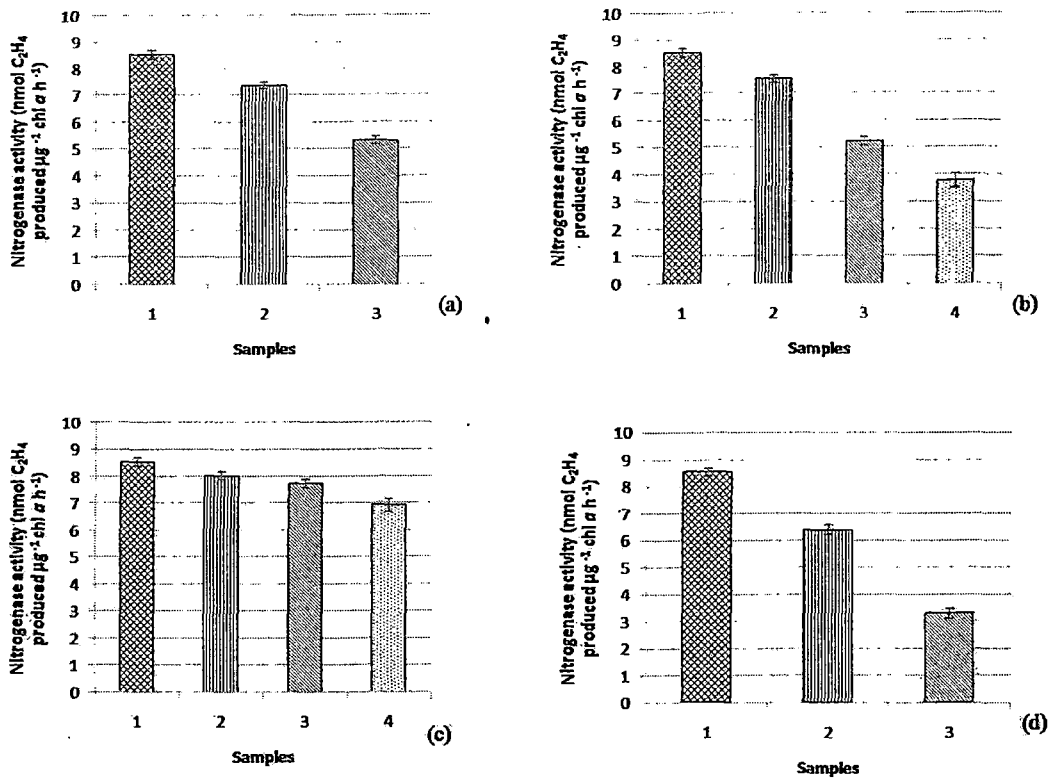 Nitrogenase activity (nmol C₂H₄
produced µg⁻¹ chl a h⁻¹)
10
9
8
7
6
5
4
3
2
1
0
1 2 3
(a)
Samples
Nitrogenase activity (nmol C₂H₄
produced µg⁻¹ chl a h⁻¹)
10
9
8
7
6
5
4
3
2
1
0
1 2 3 4
(b)
Samples
Nitrogenase activity (nmol C₂H₄
produced µg⁻¹ chl a h⁻¹)
10
9
8
7
6
5
4
3
2
1
0
1 2 3 4
(c)
Samples
Nitrogenase activity (nmol C₂H₄
produced µg⁻¹ chl a h⁻¹)
10
9
8
7
6
5
4
3
2
1
0
1 2 3
(d)
Samples